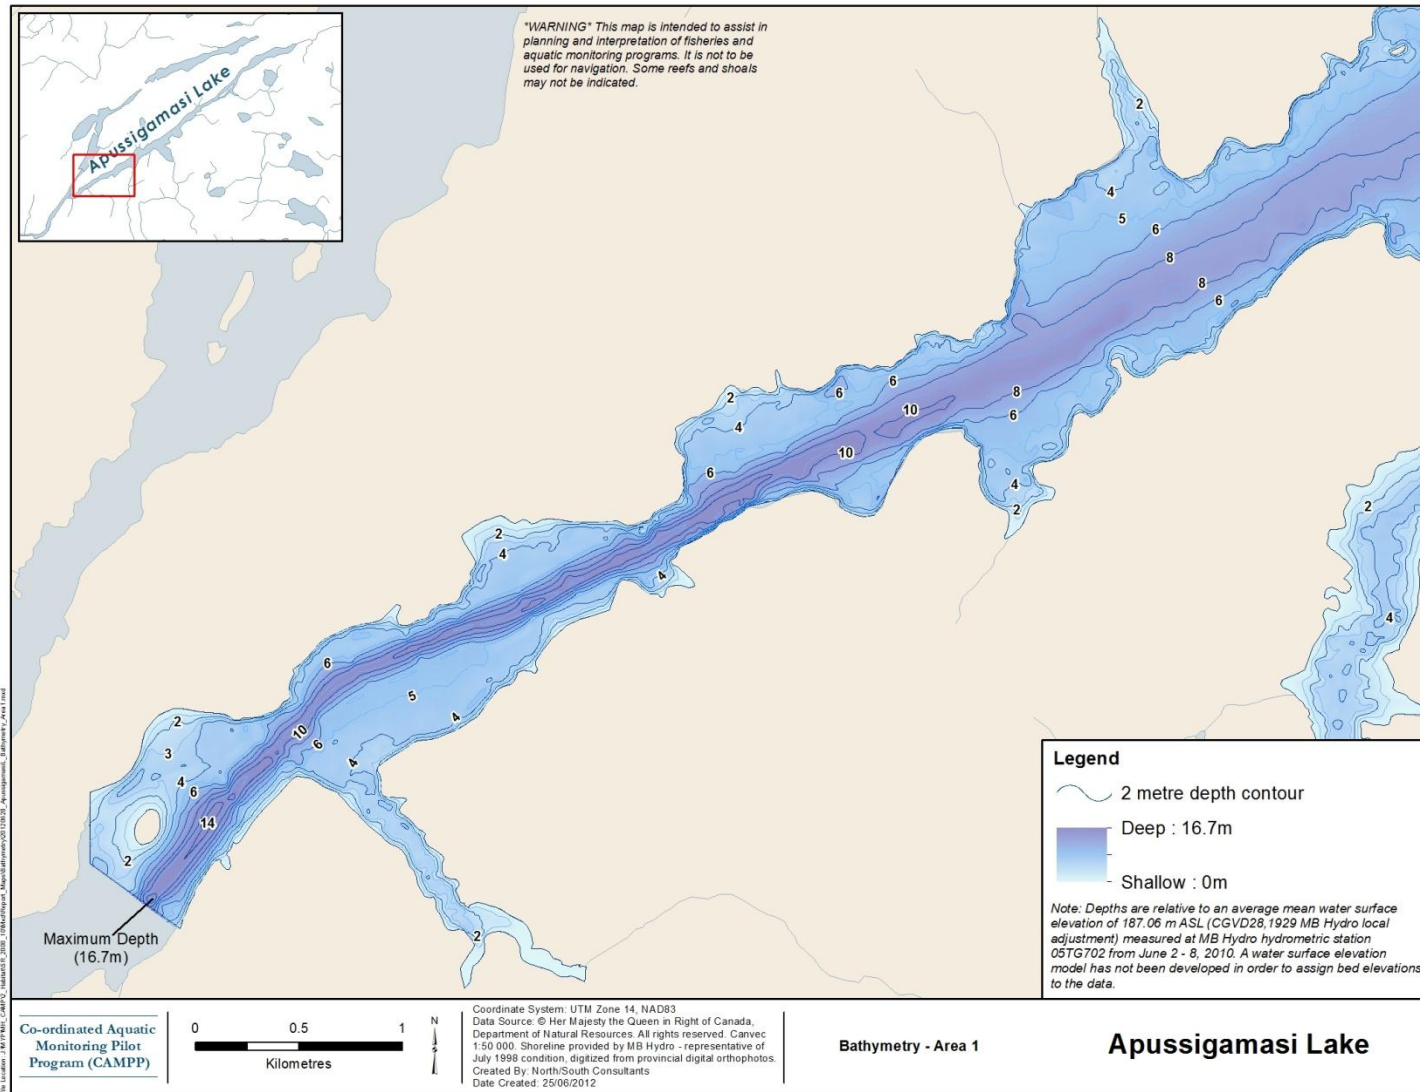 Apussigamasi Lake
*WARNING* This map is intended to assist in
planning and interpretation of fisheries and
aquatic monitoring programs. It is not to be
used for navigation. Some reefs and shoals
may not be indicated.
2
4
5
6
8
8
6
2
6
6
4
10
8
6
10
6
4
2
2
2
4
4
4
6
5
4
10
6
4
2
3
4
6
14
2
2
Maximum Depth
(16.7m)
Legend
2 metre depth contour
Deep : 16.7m
Shallow : 0m
Note: Depths are relative to an average mean water surface
elevation of 187.06 m ASL (CGVD28,1929 MB Hydro local
adjustment) measured at MB Hydro hydrometric station
05TG702 from June 2 - 8, 2010. A water surface elevation
model has not been developed in order to assign bed elevations
to the data.
Co-ordinated Aquatic
Monitoring Pilot
Program (CAMPP)
0 0.5 1
Kilometres
N
Coordinate System: UTM Zone 14, NAD83
Data Source: © Her Majesty the Queen in Right of Canada,
Department of Natural Resources. All rights reserved. Canvec
1:50 000. Shoreline provided by MB Hydro - representative of
July 1998 condition, digitized from provincial digital orthophotos.
Created By: North/South Consultants
Date Created: 25/06/2012
Bathymetry - Area 1
Apussigamasi Lake